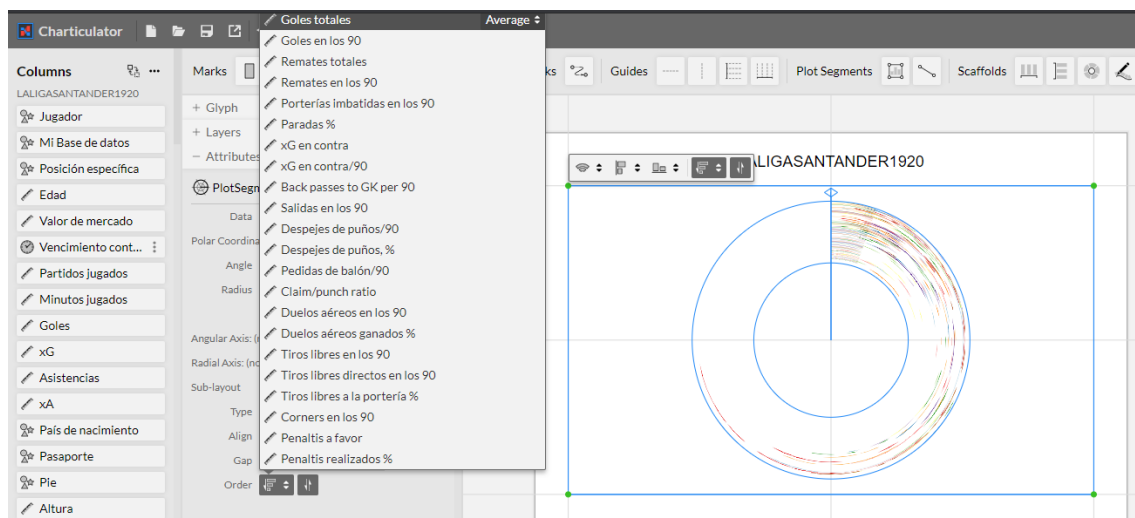 Charticulator
Columns
LALIGASANTANDER1920
Jugador
Mi Base de datos
Posición específica
Edad
Valor de mercado
Vencimiento cont...
Partidos jugados
Minutos jugados
Goles
xG
Asistencias
xA
País de nacimiento
Pasaporte
Pie
Altura
Marks
+ Glyph
+ Layers
− Attributes
PlotSegn
Data
Polar Coordina
Angle
Radius
Angular Axis: (
Radial Axis: (no
Sub-layout
Type
Align
Gap
Order
Goles totales
Average
Goles en los 90
Remates totales
Remates en los 90
Porterías imbatidas en los 90
Paradas %
xG en contra
xG en contra/90
Back passes to GK per 90
Salidas en los 90
Despejes de puños/90
Despejes de puños, %
Pedidas de balón/90
Claim/punch ratio
Duelos aéreos en los 90
Duelos aéreos ganados %
Tiros libres en los 90
Tiros libres directos en los 90
Tiros libres a la portería %
Corners en los 90
Penaltis a favor
Penaltis realizados %
ks
Guides
Plot Segments
Scaffolds
ALIGASANTANDER1920